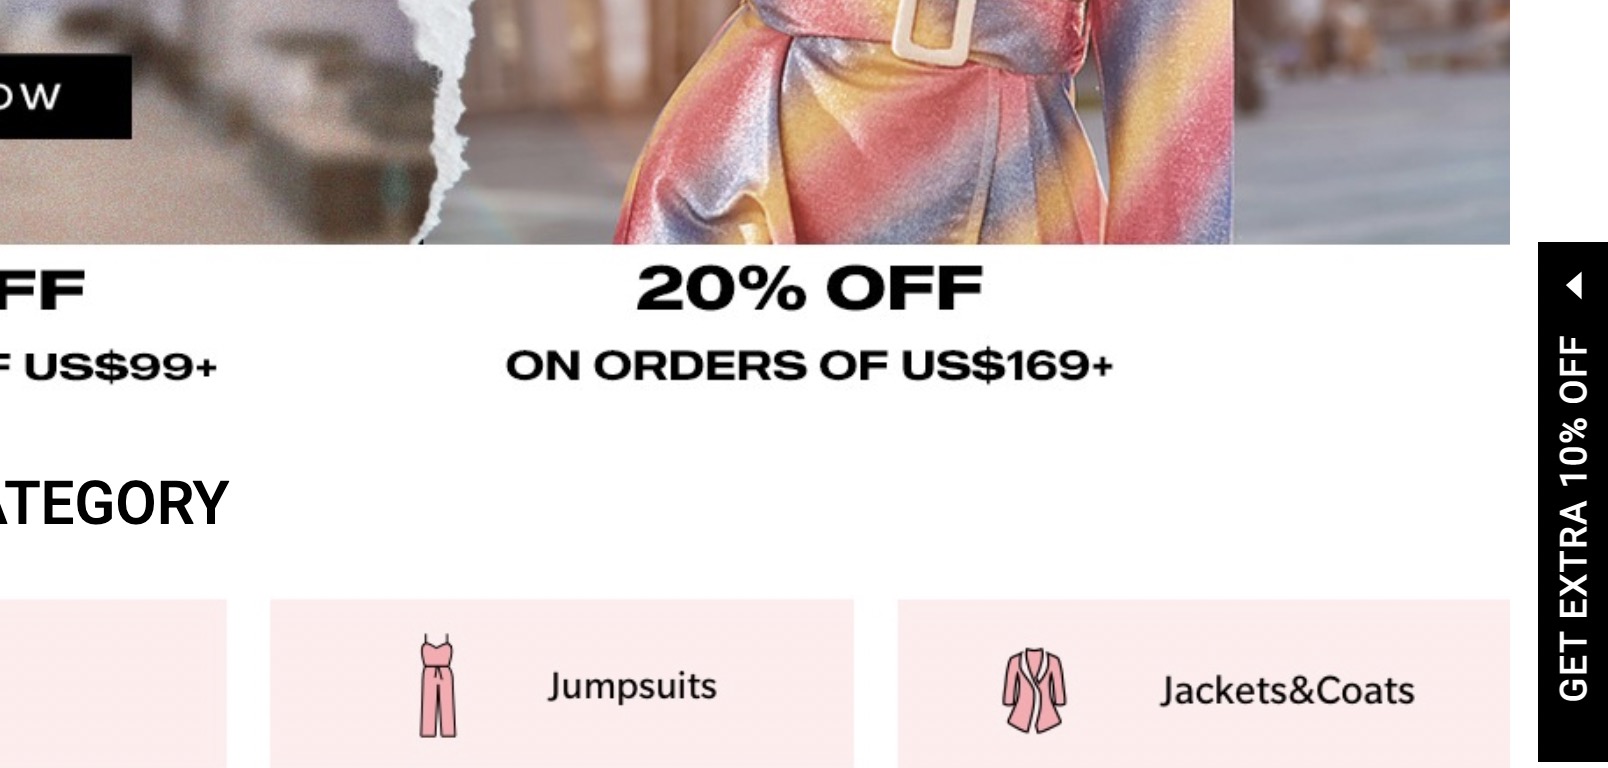 OW
FF
20% OFF
F US$99+
ON ORDERS OF US$169+
ATEGORY
Jumpsuits
Jackets&Coats
GET EXTRA 10% OFF